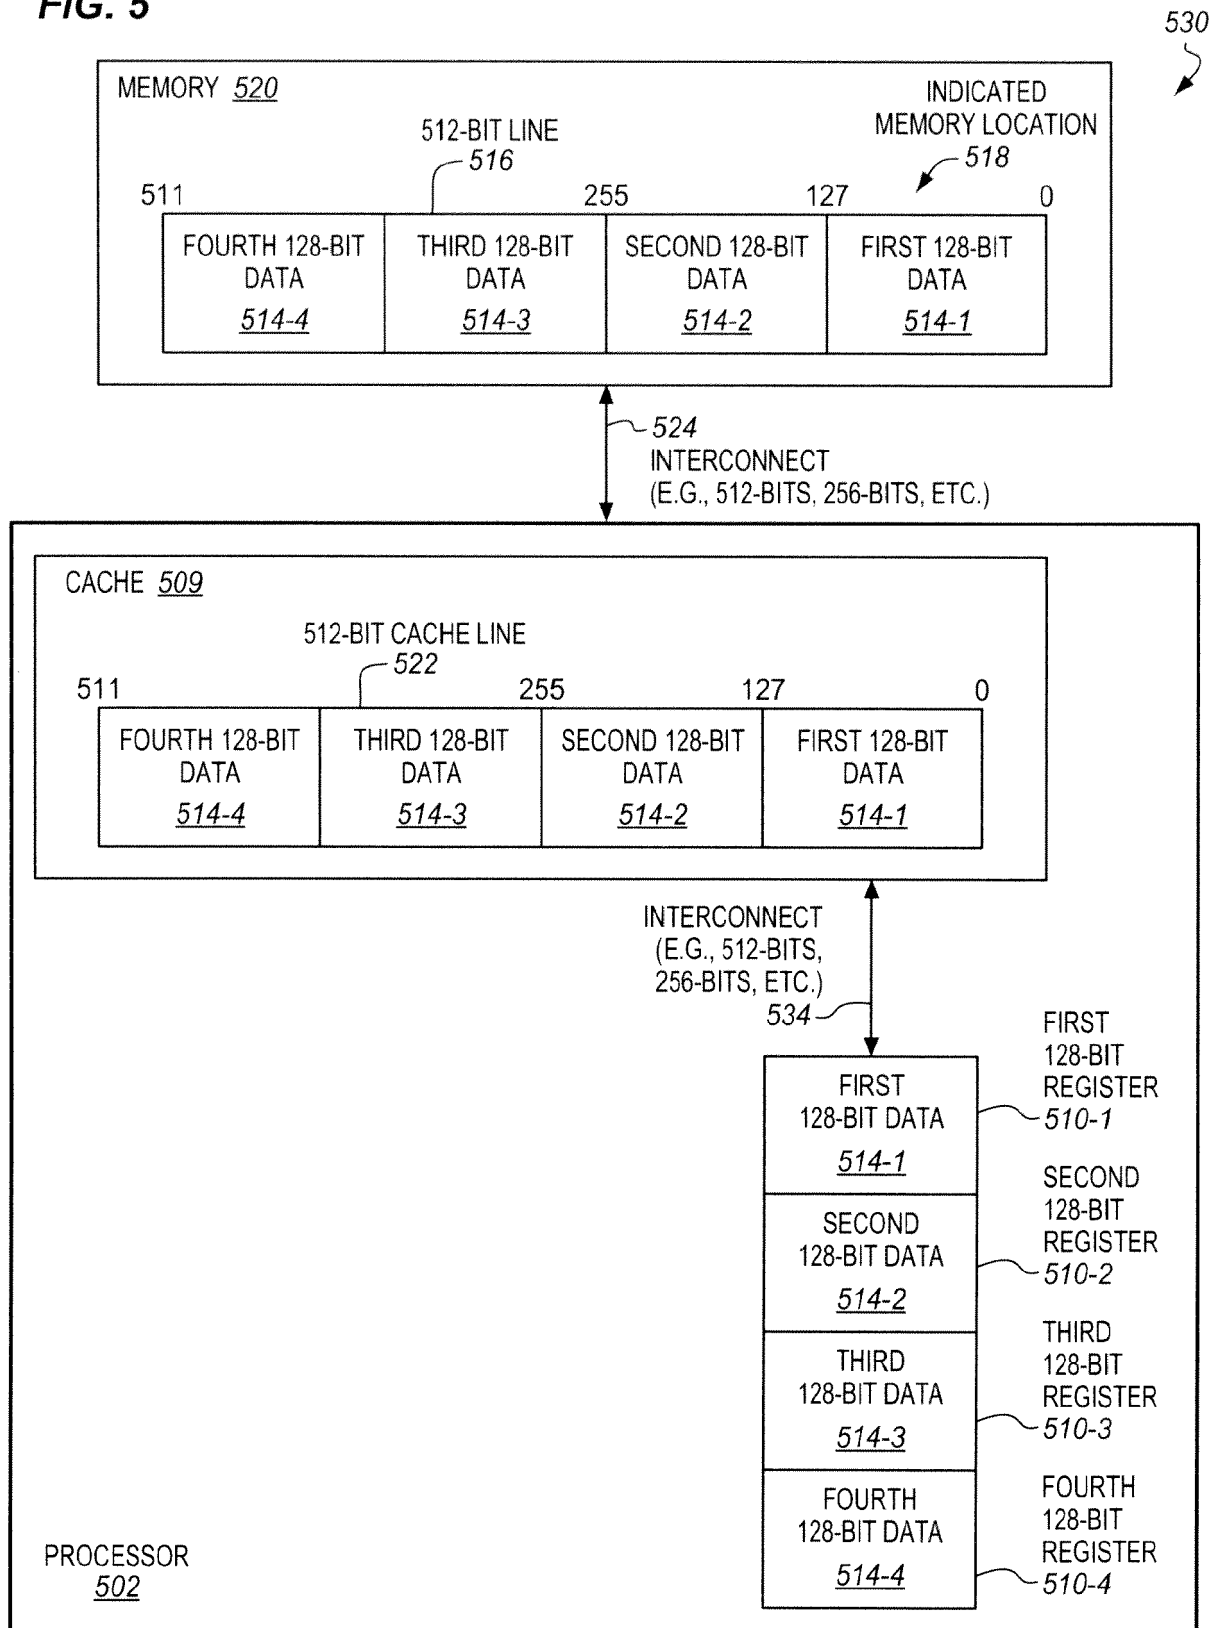 FIG. 5
530
MEMORY 520
INDICATED
MEMORY LOCATION
518
512-BIT LINE
516
511 255 127 0
FOURTH 128-BIT
DATA
514-4
THIRD 128-BIT
DATA
514-3
SECOND 128-BIT
DATA
514-2
FIRST 128-BIT
DATA
514-1
524
INTERCONNECT
(E.G., 512-BITS, 256-BITS, ETC.)
CACHE 509
512-BIT CACHE LINE
522
511 255 127 0
FOURTH 128-BIT
DATA
514-4
THIRD 128-BIT
DATA
514-3
SECOND 128-BIT
DATA
514-2
FIRST 128-BIT
DATA
514-1
INTERCONNECT
(E.G., 512-BITS,
256-BITS, ETC.)
534
FIRST
128-BIT DATA
514-1
FIRST
128-BIT
REGISTER
510-1
SECOND
128-BIT DATA
514-2
SECOND
128-BIT
REGISTER
510-2
THIRD
128-BIT DATA
514-3
THIRD
128-BIT
REGISTER
510-3
FOURTH
128-BIT DATA
514-4
FOURTH
128-BIT
REGISTER
510-4
PROCESSOR
502